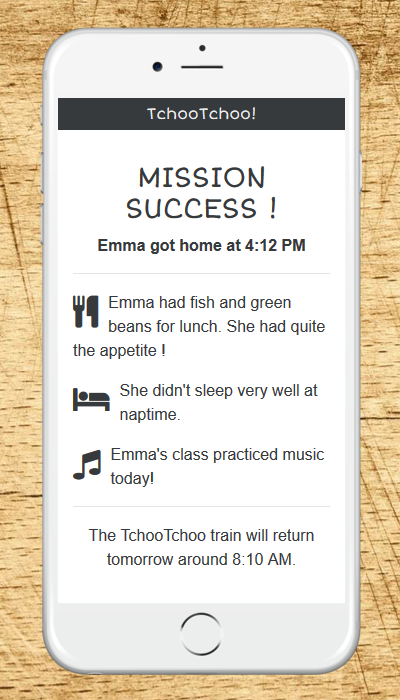 TchooTchoo!
MISSION
SUCCESS !
Emma got home at 4:12 PM
Emma had fish and green
beans for lunch. She had quite
the appetite !
She didn't sleep very well at
naptime.
Emma's class practiced music
today!
The TchooTchoo train will return
tomorrow around 8:10 AM.